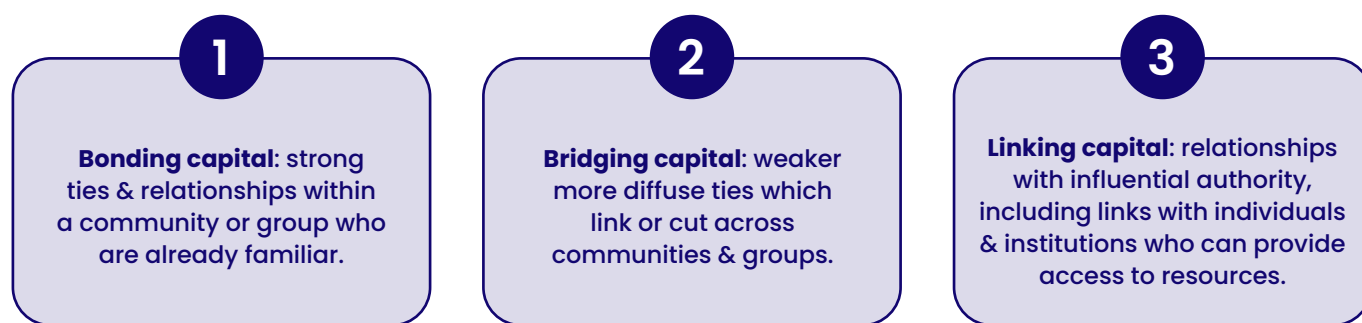 1
Bonding capital: strong
ties & relationships within
a community or group who
are already familiar.
2
Bridging capital: weaker
more diffuse ties which
link or cut across
communities & groups.
3
Linking capital: relationships
with influential authority,
including links with individuals
& institutions who can provide
access to resources.